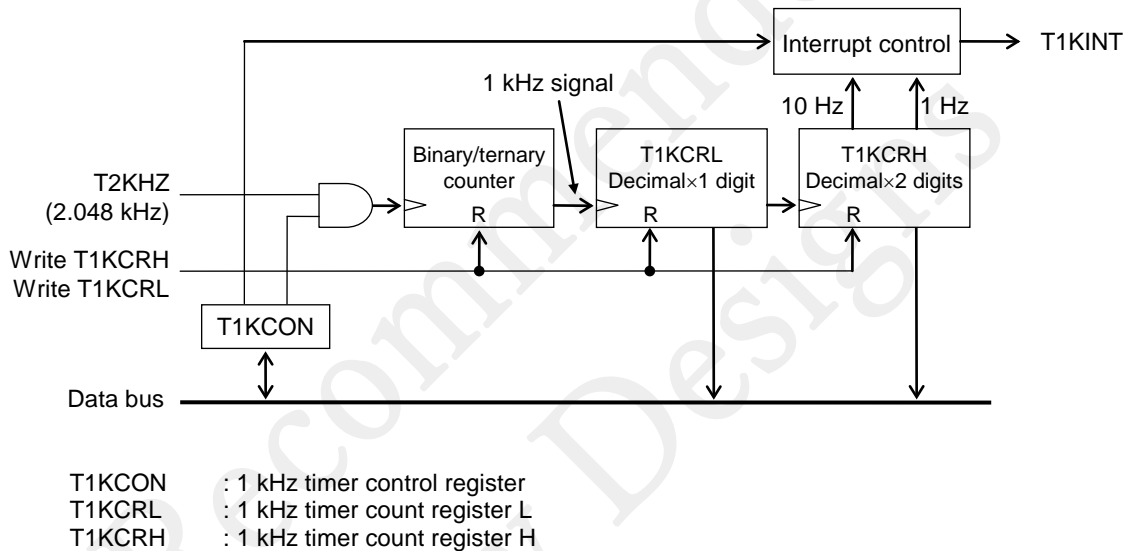 Interrupt control
T1KINT
1 kHz signal
10 Hz
1 Hz
Binary/ternary
counter
R
T1KCRL
Decimal×1 digit
R
T1KCRH
Decimal×2 digits
R
T2KHZ
(2.048 kHz)
Write T1KCRH
Write T1KCRL
T1KCON
Data bus
T1KCON : 1 kHz timer control register
T1KCRL : 1 kHz timer count register L
T1KCRH : 1 kHz timer count register H
Designs